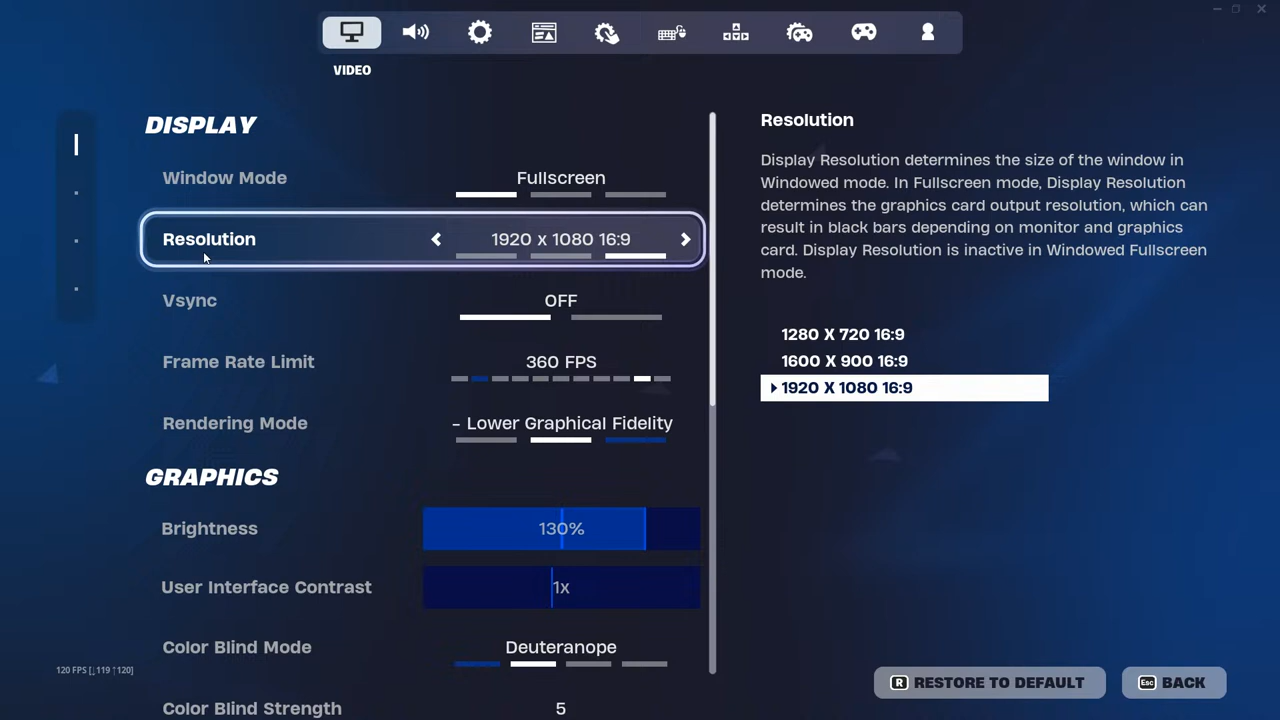 VIDEO
DISPLAY
Window Mode
Fullscreen
Resolution
1920 x 1080 16:9
Vsync
OFF
Frame Rate Limit
360 FPS
Rendering Mode
- Lower Graphical Fidelity
GRAPHICS
Brightness
130%
User Interface Contrast
1x
Color Blind Mode
Deuteranope
Color Blind Strength
5
120 FPS [↓119 ↑120]
Resolution
Display Resolution determines the size of the window in
Windowed mode. In Fullscreen mode, Display Resolution
determines the graphics card output resolution, which can
result in black bars depending on monitor and graphics
card. Display Resolution is inactive in Windowed Fullscreen
mode.
1280 X 720 16:9
1600 X 900 16:9
1920 X 1080 16:9
R RESTORE TO DEFAULT
Esc BACK